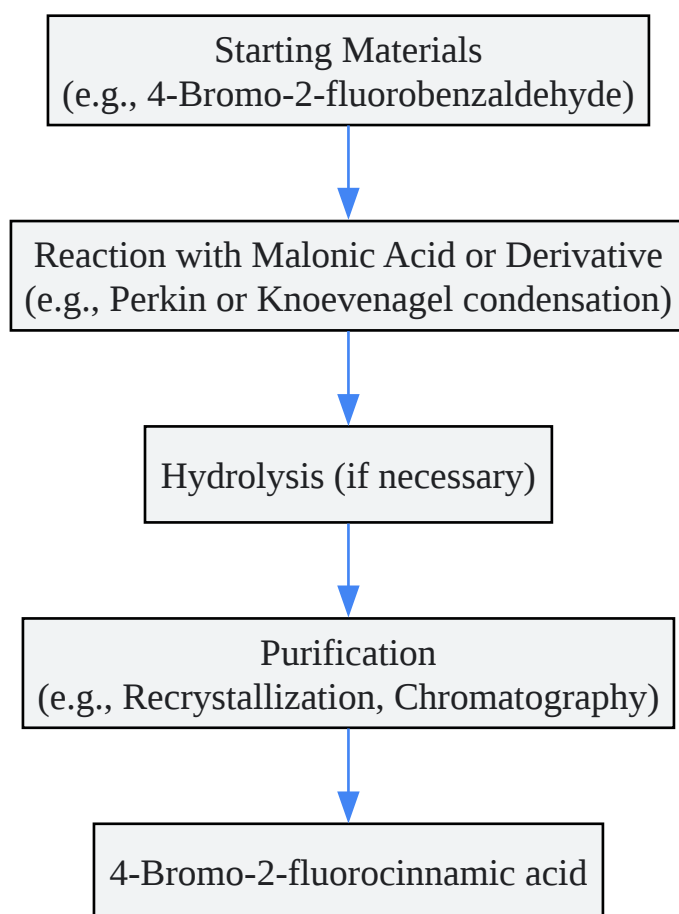 Starting Materials
(e.g., 4-Bromo-2-fluorobenzaldehyde)
Reaction with Malonic Acid or Derivative
(e.g., Perkin or Knoevenagel condensation)
Hydrolysis (if necessary)
Purification
(e.g., Recrystallization, Chromatography)
4-Bromo-2-fluorocinnamic acid